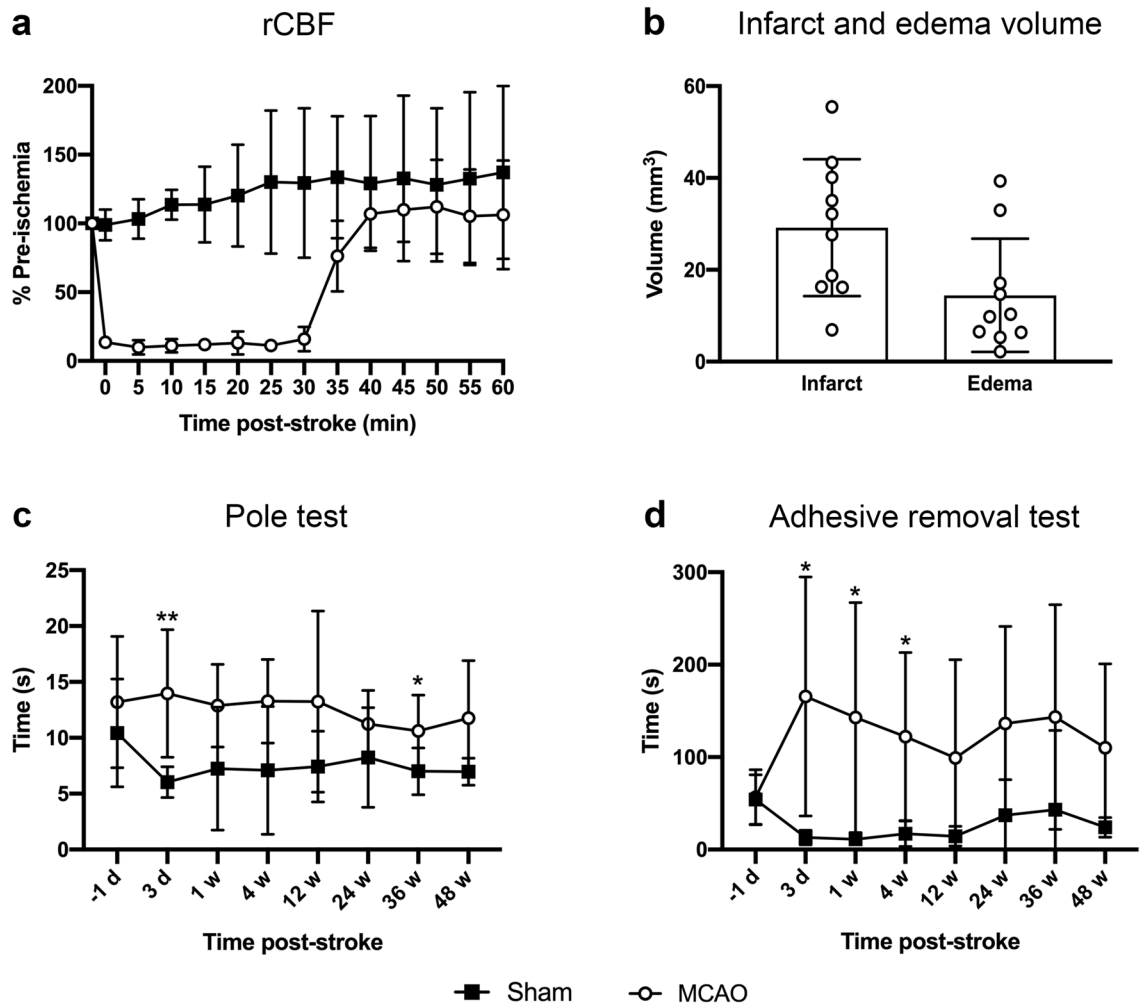 a rCBF
200
150
100
50
0
% Pre-ischemia
0 5 10 15 20 25 30 35 40 45 50 55 60
Time post-stroke (min)
b Infarct and edema volume
60
40
20
0
Volume (mm³)
Infarct Edema
c Pole test
25
20
15
10
5
0
Time (s)
**
*
-1 d 3 d 1 w 4 w 12 w 24 w 36 w 48 w
Time post-stroke
d Adhesive removal test
300
200
100
0
Time (s)
*
*
*
-1 d 3 d 1 w 4 w 12 w 24 w 36 w 48 w
Time post-stroke
Sham MCAO